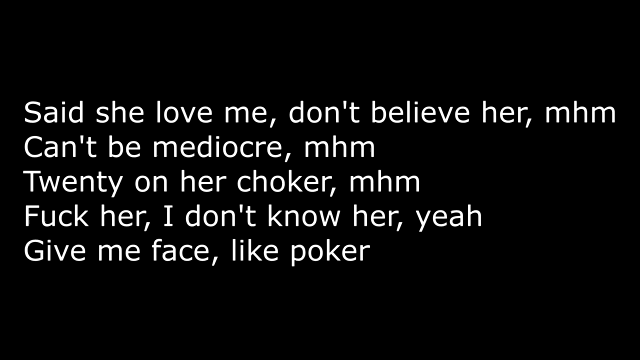 Said she love me, don't believe her, mhm
Can't be mediocre, mhm
Twenty on her choker, mhm
Fuck her, I don't know her, yeah
Give me face, like poker